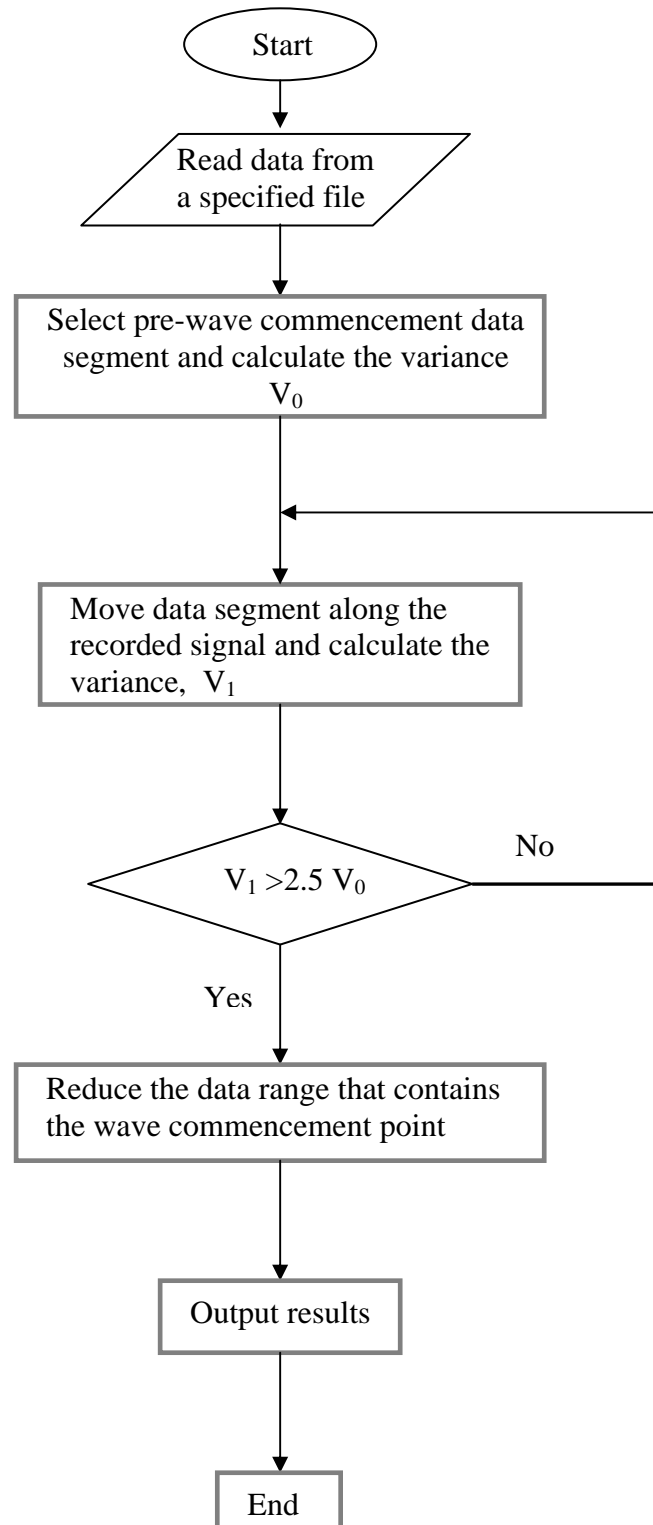 Start
Read data from
a specified file
Select pre-wave commencement data
segment and calculate the variance
V₀
Move data segment along the
recorded signal and calculate the
variance, V₁
V₁ >2.5 V₀
No
Yes
Reduce the data range that contains
the wave commencement point
Output results
End